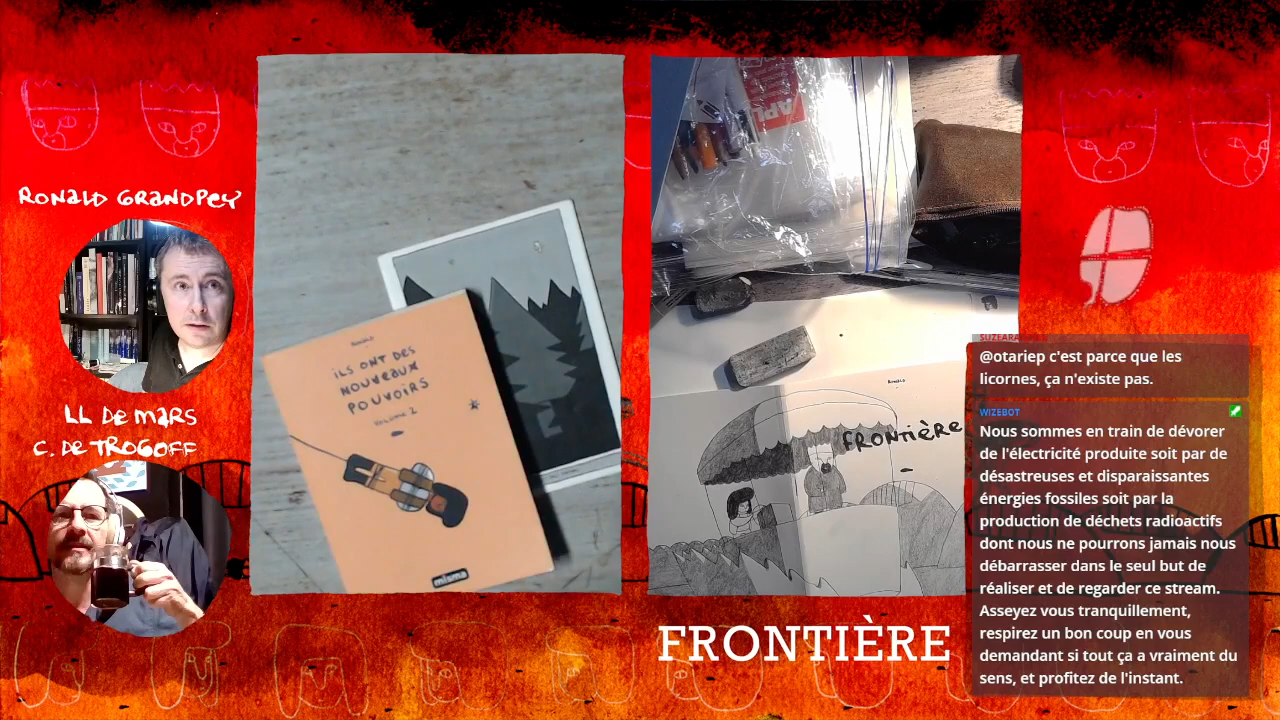 RONALD GRANDPEY
LL DE MARS
C. DE TROGOFF
RONALD
ILS ONT DES
NOUVEAUX
POUVOIRS
VOLUME 2
misma
APLI
RONALD
FRONTIÈRE
FRONTIÈRE
@otariep c'est parce que les
licornes, ça n'existe pas.
WIZEBOT
Nous sommes en train de dévorer
de l'électricité produite soit par de
désastreuses et disparaissantes
énergies fossiles soit par la
production de déchets radioactifs
dont nous ne pourrons jamais nous
débarrasser dans le seul but de
réaliser et de regarder ce stream.
Asseyez vous tranquillement,
respirez un bon coup en vous
demandant si tout ça a vraiment du
sens, et profitez de l'instant.